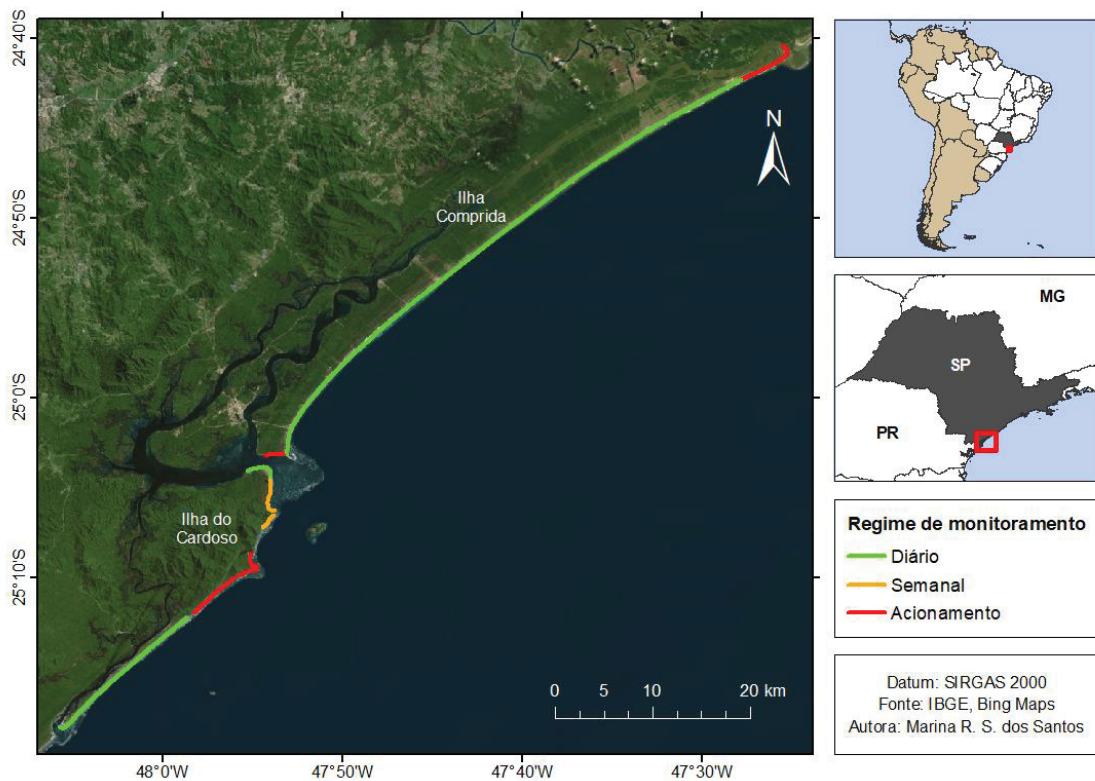 24°40'S
24°50'S
25°0'S
25°10'S
48°0'W
47°50'W
47°40'W
47°30'W
N
Ilha
Comprida
Ilha do
Cardoso
0 5 10 20 km
MG
SP
PR
Regime de monitoramento
Diário
Semanal
Acionamento
Datum: SIRGAS 2000
Fonte: IBGE, Bing Maps
Autora: Marina R. S. dos Santos